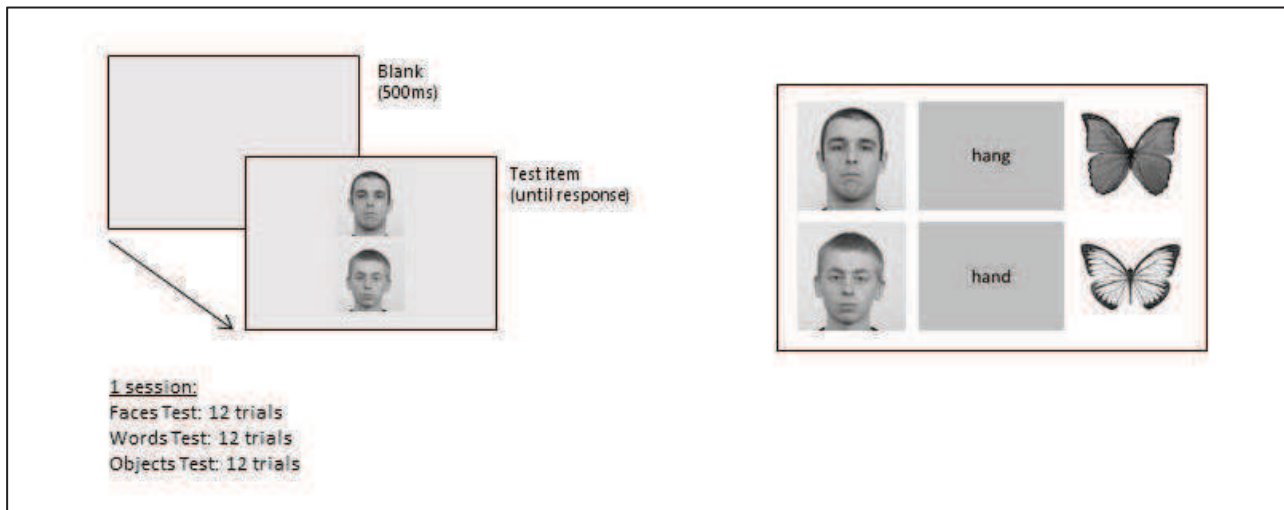 Blank
(500ms)
Test item
(until response)
1 session:
Faces Test: 12 trials
Words Test: 12 trials
Objects Test: 12 trials
hang
hand